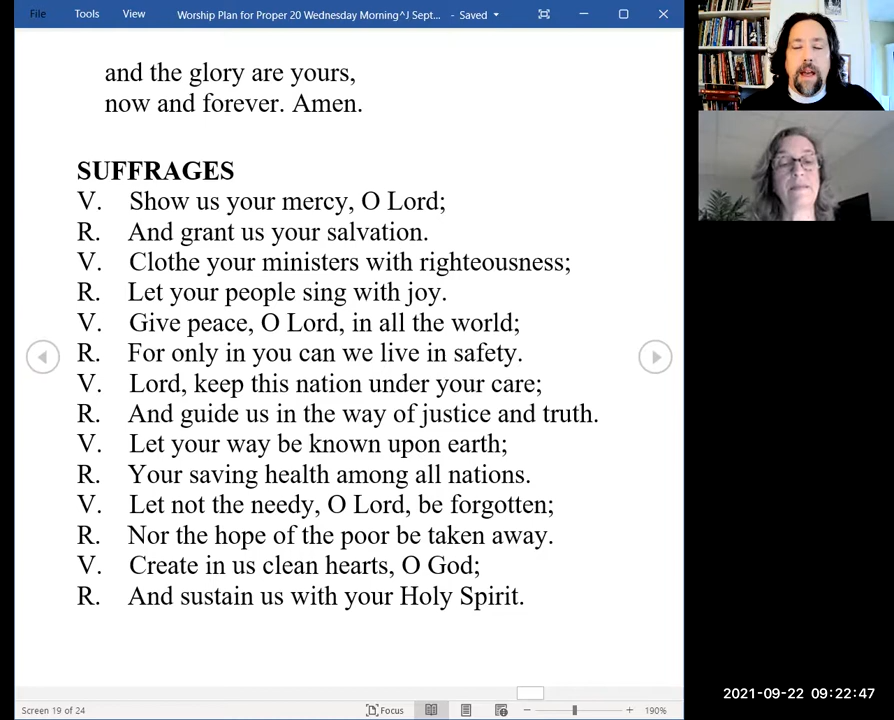 File Tools View Worship Plan for Proper 20 Wednesday Morning^J Sept... - Saved
and the glory are yours,
now and forever. Amen.
SUFFRAGES
V. Show us your mercy, O Lord;
R. And grant us your salvation.
V. Clothe your ministers with righteousness;
R. Let your people sing with joy.
V. Give peace, O Lord, in all the world;
R. For only in you can we live in safety.
V. Lord, keep this nation under your care;
R. And guide us in the way of justice and truth.
V. Let your way be known upon earth;
R. Your saving health among all nations.
V. Let not the needy, O Lord, be forgotten;
R. Nor the hope of the poor be taken away.
V. Create in us clean hearts, O God;
R. And sustain us with your Holy Spirit.
2021-09-22 09:22:47
Screen 19 of 24 Focus 190%